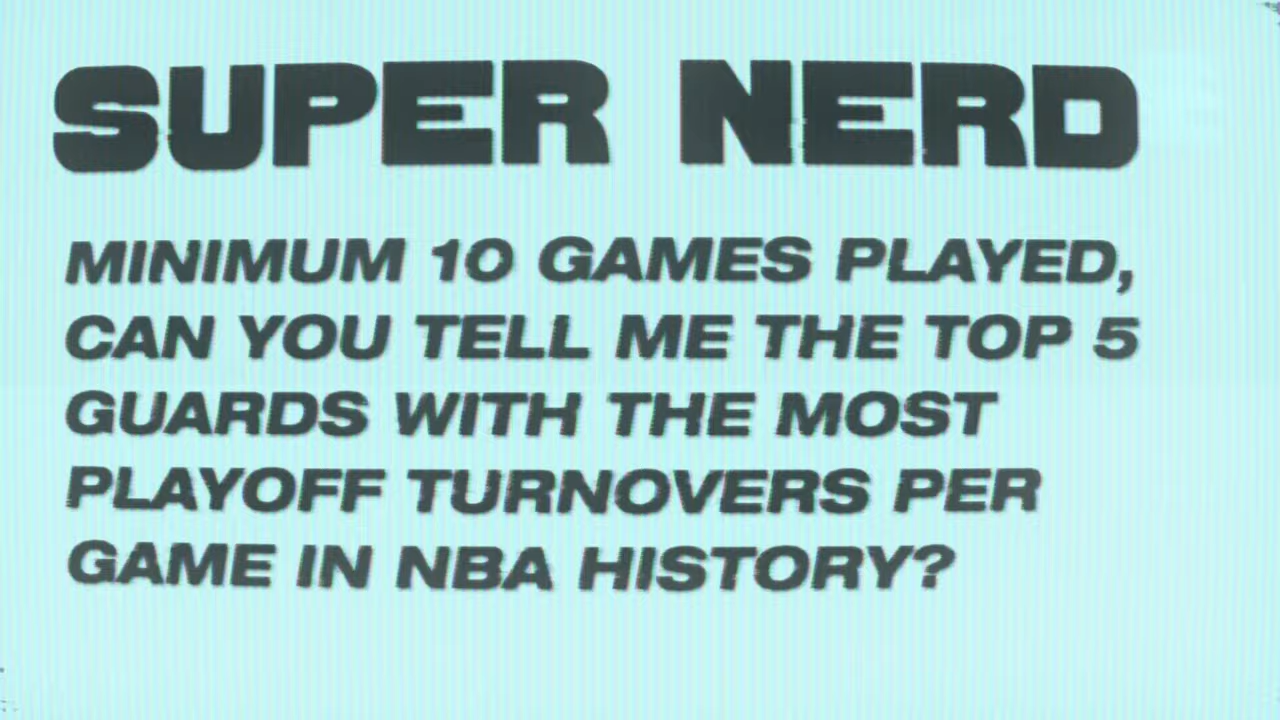 SUPER NERD
MINIMUM 10 GAMES PLAYED,
CAN YOU TELL ME THE TOP 5
GUARDS WITH THE MOST
PLAYOFF TURNOVERS PER
GAME IN NBA HISTORY?